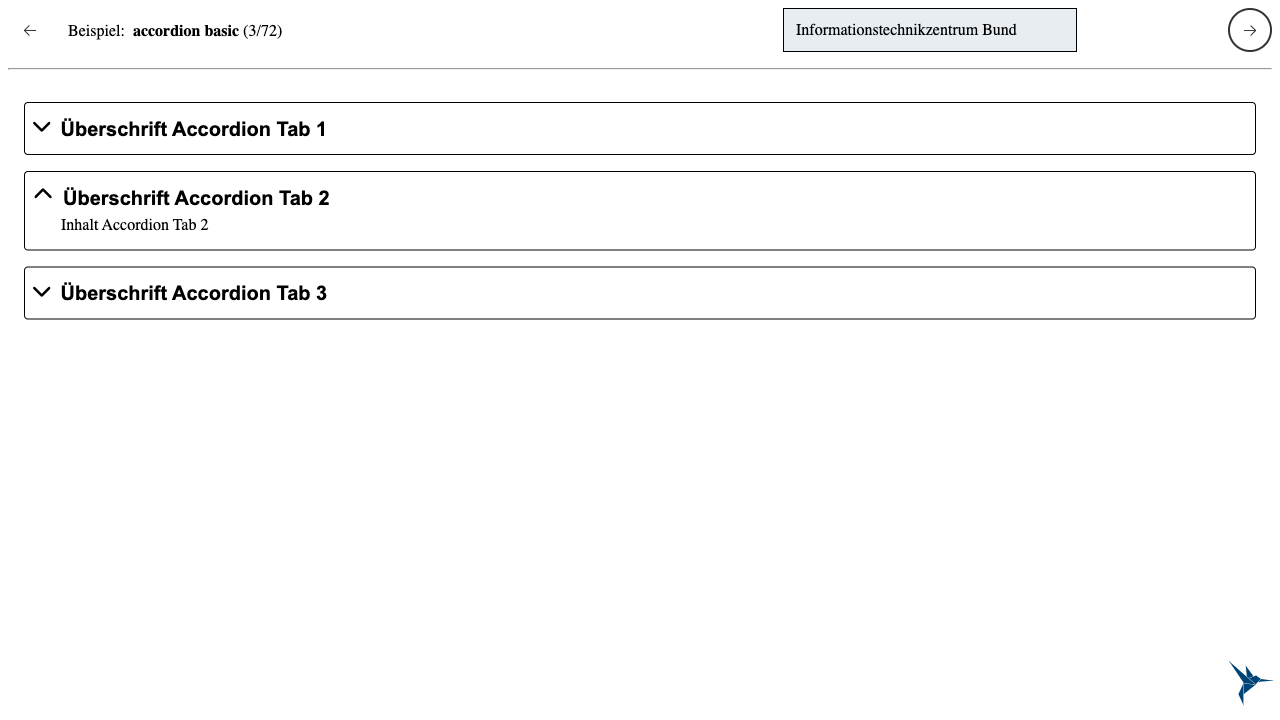 Beispiel: accordion basic (3/72)
Informationstechnikzentrum Bund
Überschrift Accordion Tab 1
Überschrift Accordion Tab 2
Inhalt Accordion Tab 2
Überschrift Accordion Tab 3